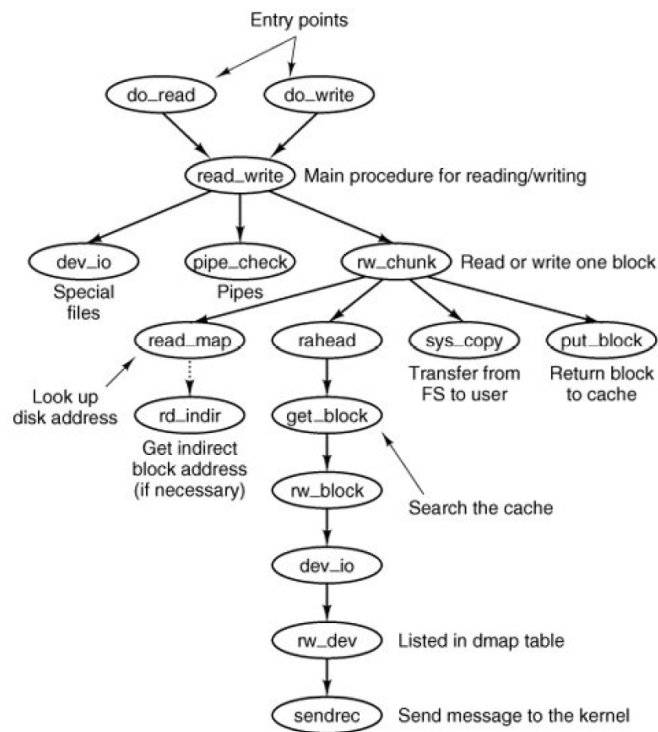 Entry points
do_read
do_write
read_write
Main procedure for reading/writing
dev_io
pipe_check
rw_chunk
Read or write one block
Special
files
Pipes
read_map
rahead
sys_copy
put_block
Look up
disk address
Transfer from
FS to user
Return block
to cache
rd_indir
get_block
Get indirect
block address
(if necessary)
rw_block
Search the cache
dev_io
rw_dev
Listed in dmap table
sendrec
Send message to the kernel